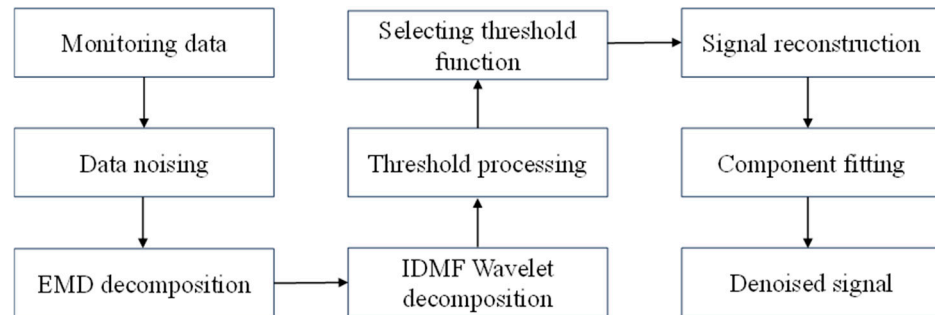 Monitoring data
Data noising
EMD decomposition
IDMF Wavelet
decomposition
Threshold processing
Selecting threshold
function
Signal reconstruction
Component fitting
Denoised signal